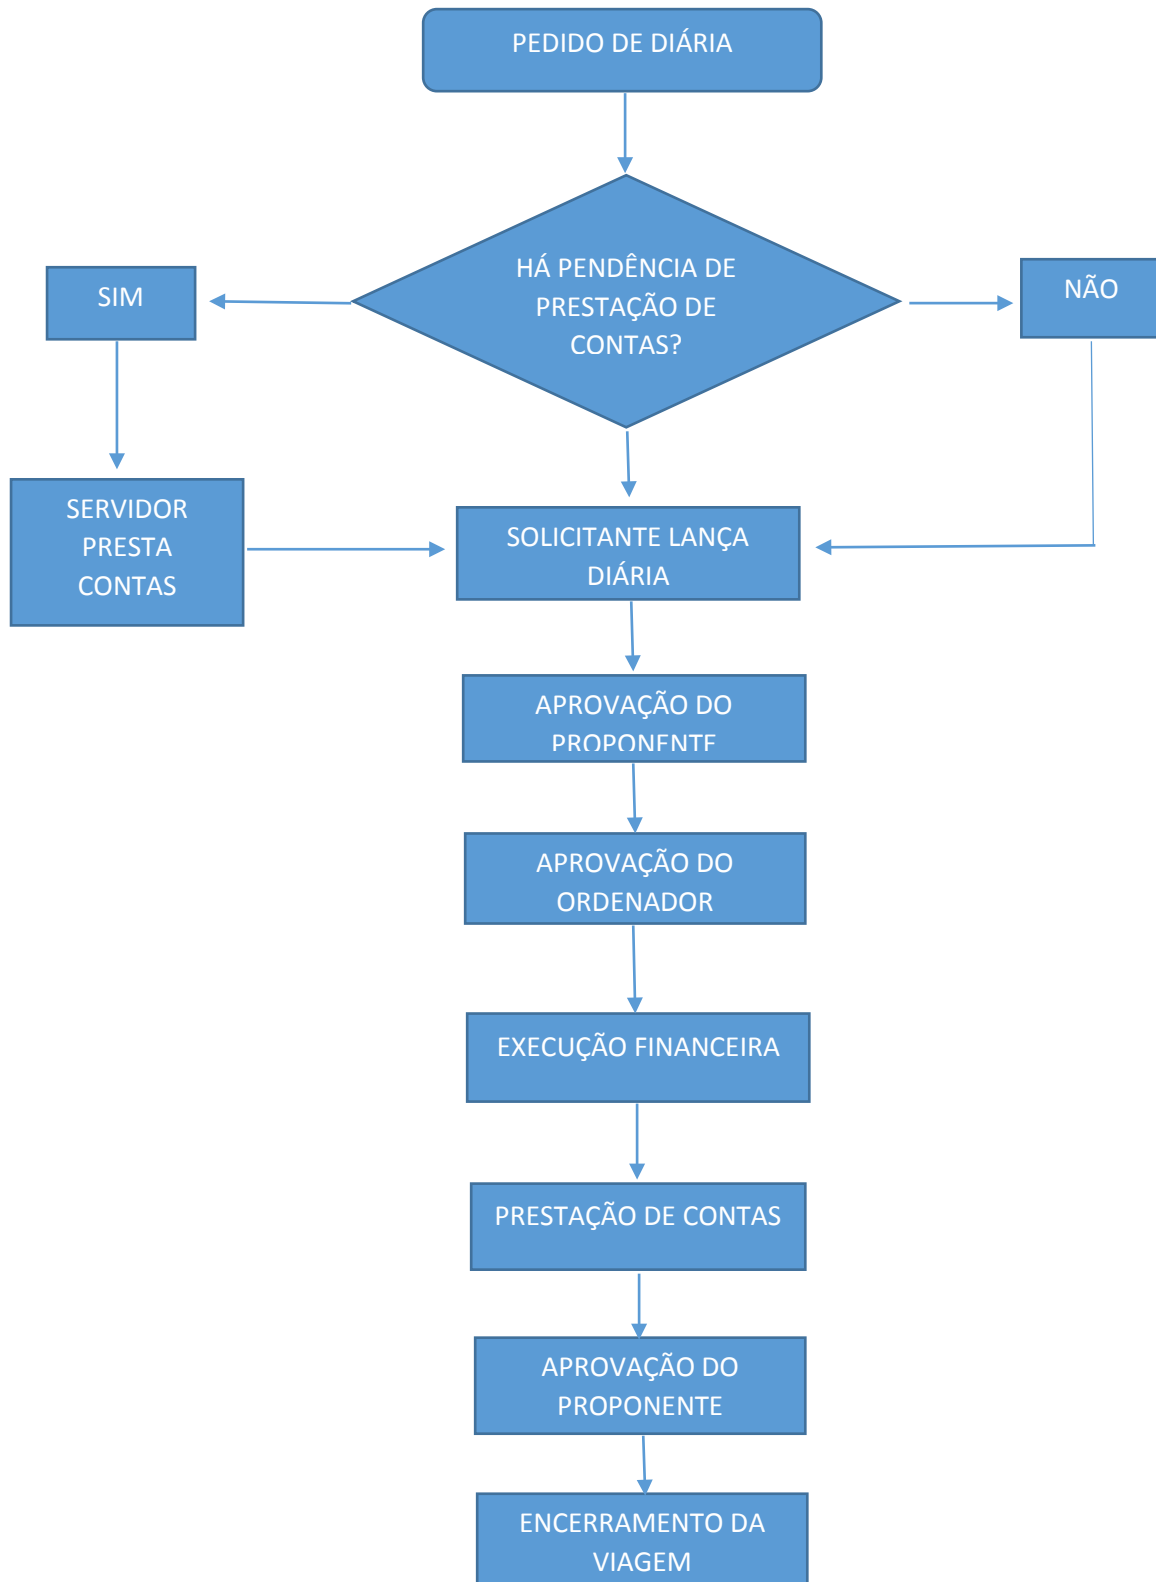 PEDIDO DE DIÁRIA
HÁ PENDÊNCIA DE
PRESTAÇÃO DE
CONTAS?
SIM
NÃO
SERVIDOR
PRESTA
CONTAS
SOLICITANTE LANÇA
DIÁRIA
APROVAÇÃO DO
PROPONENTE
APROVAÇÃO DO
ORDENADOR
EXECUÇÃO FINANCEIRA
PRESTAÇÃO DE CONTAS
APROVAÇÃO DO
PROPONENTE
ENCERRAMENTO DA
VIAGEM